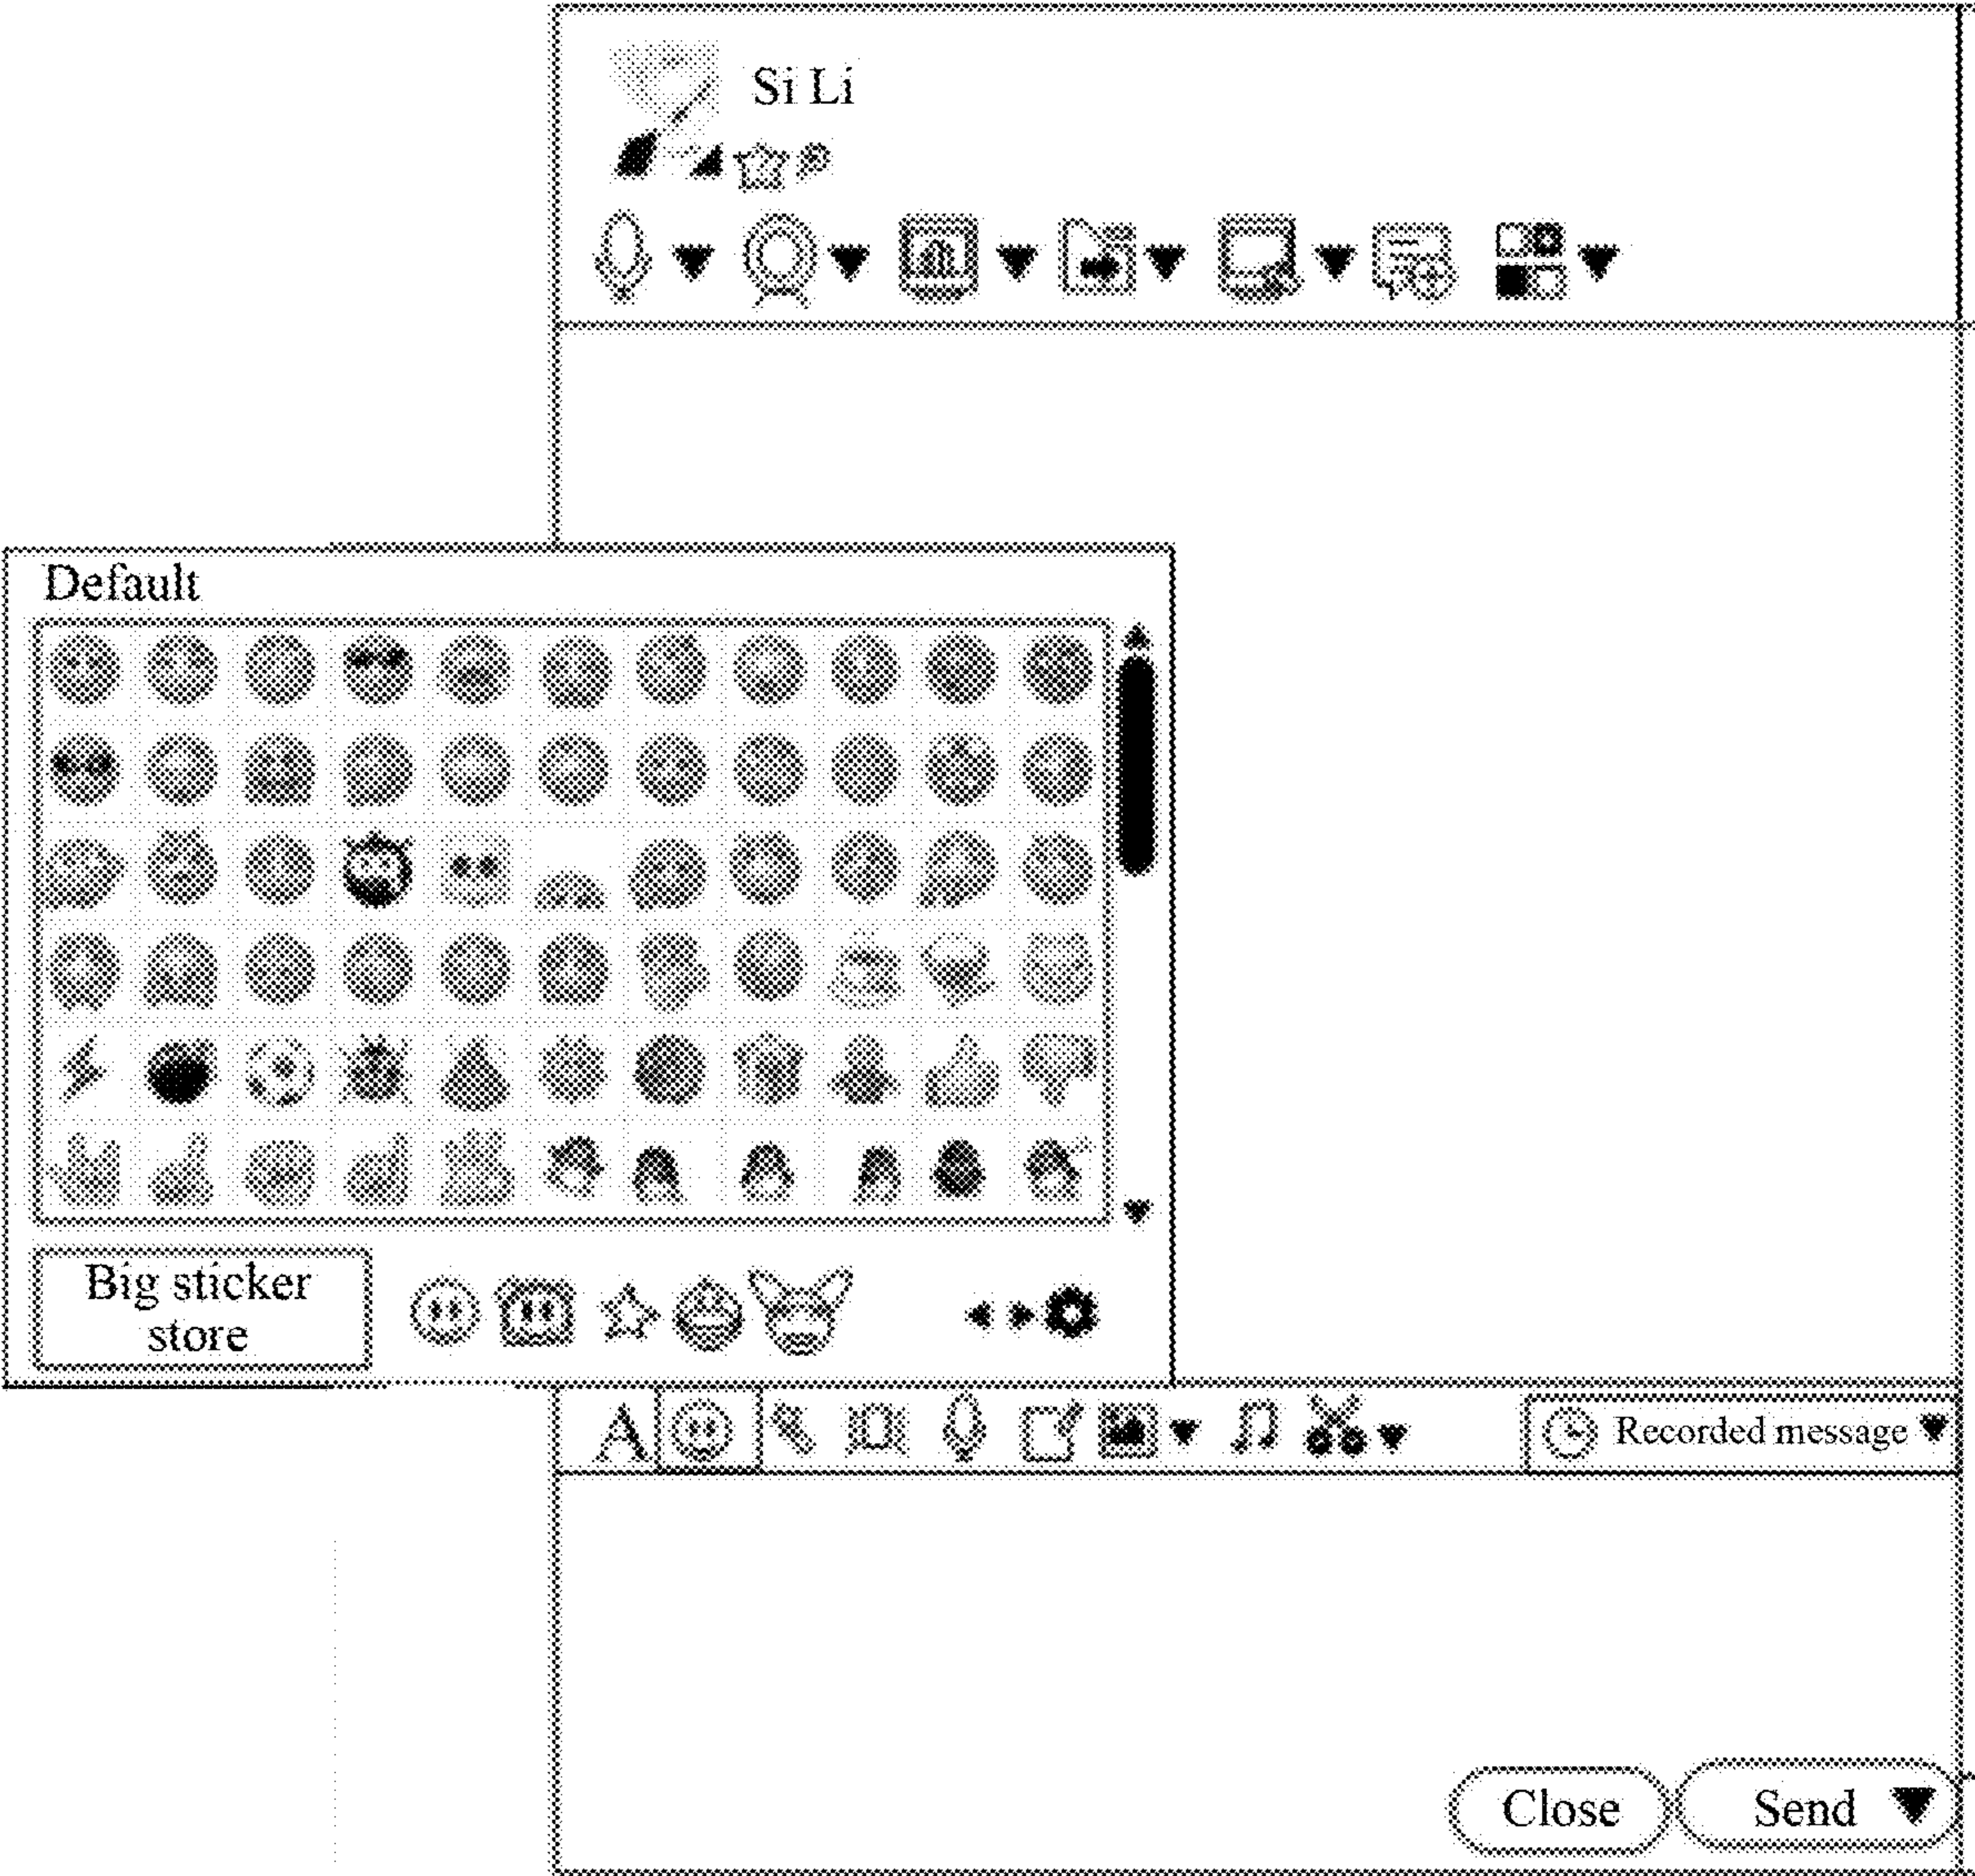 Si Li
Default
Big sticker
store
A
Recorded message
Close
Send